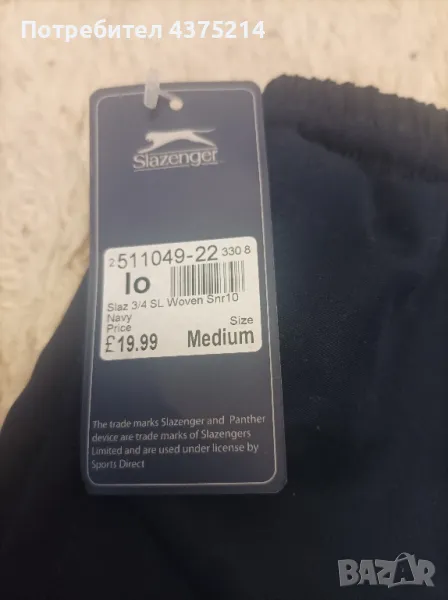 Потребител 4375214
Slazenger
2 511049-22 330 8
Io
Slaz 3/4 SL Woven Snr10
Navy
Price Size
£19.99 Medium
The trade marks Slazenger and Panther
device are trade marks of Slazengers
Limited and are used under license by
Sports Direct
BAZAR